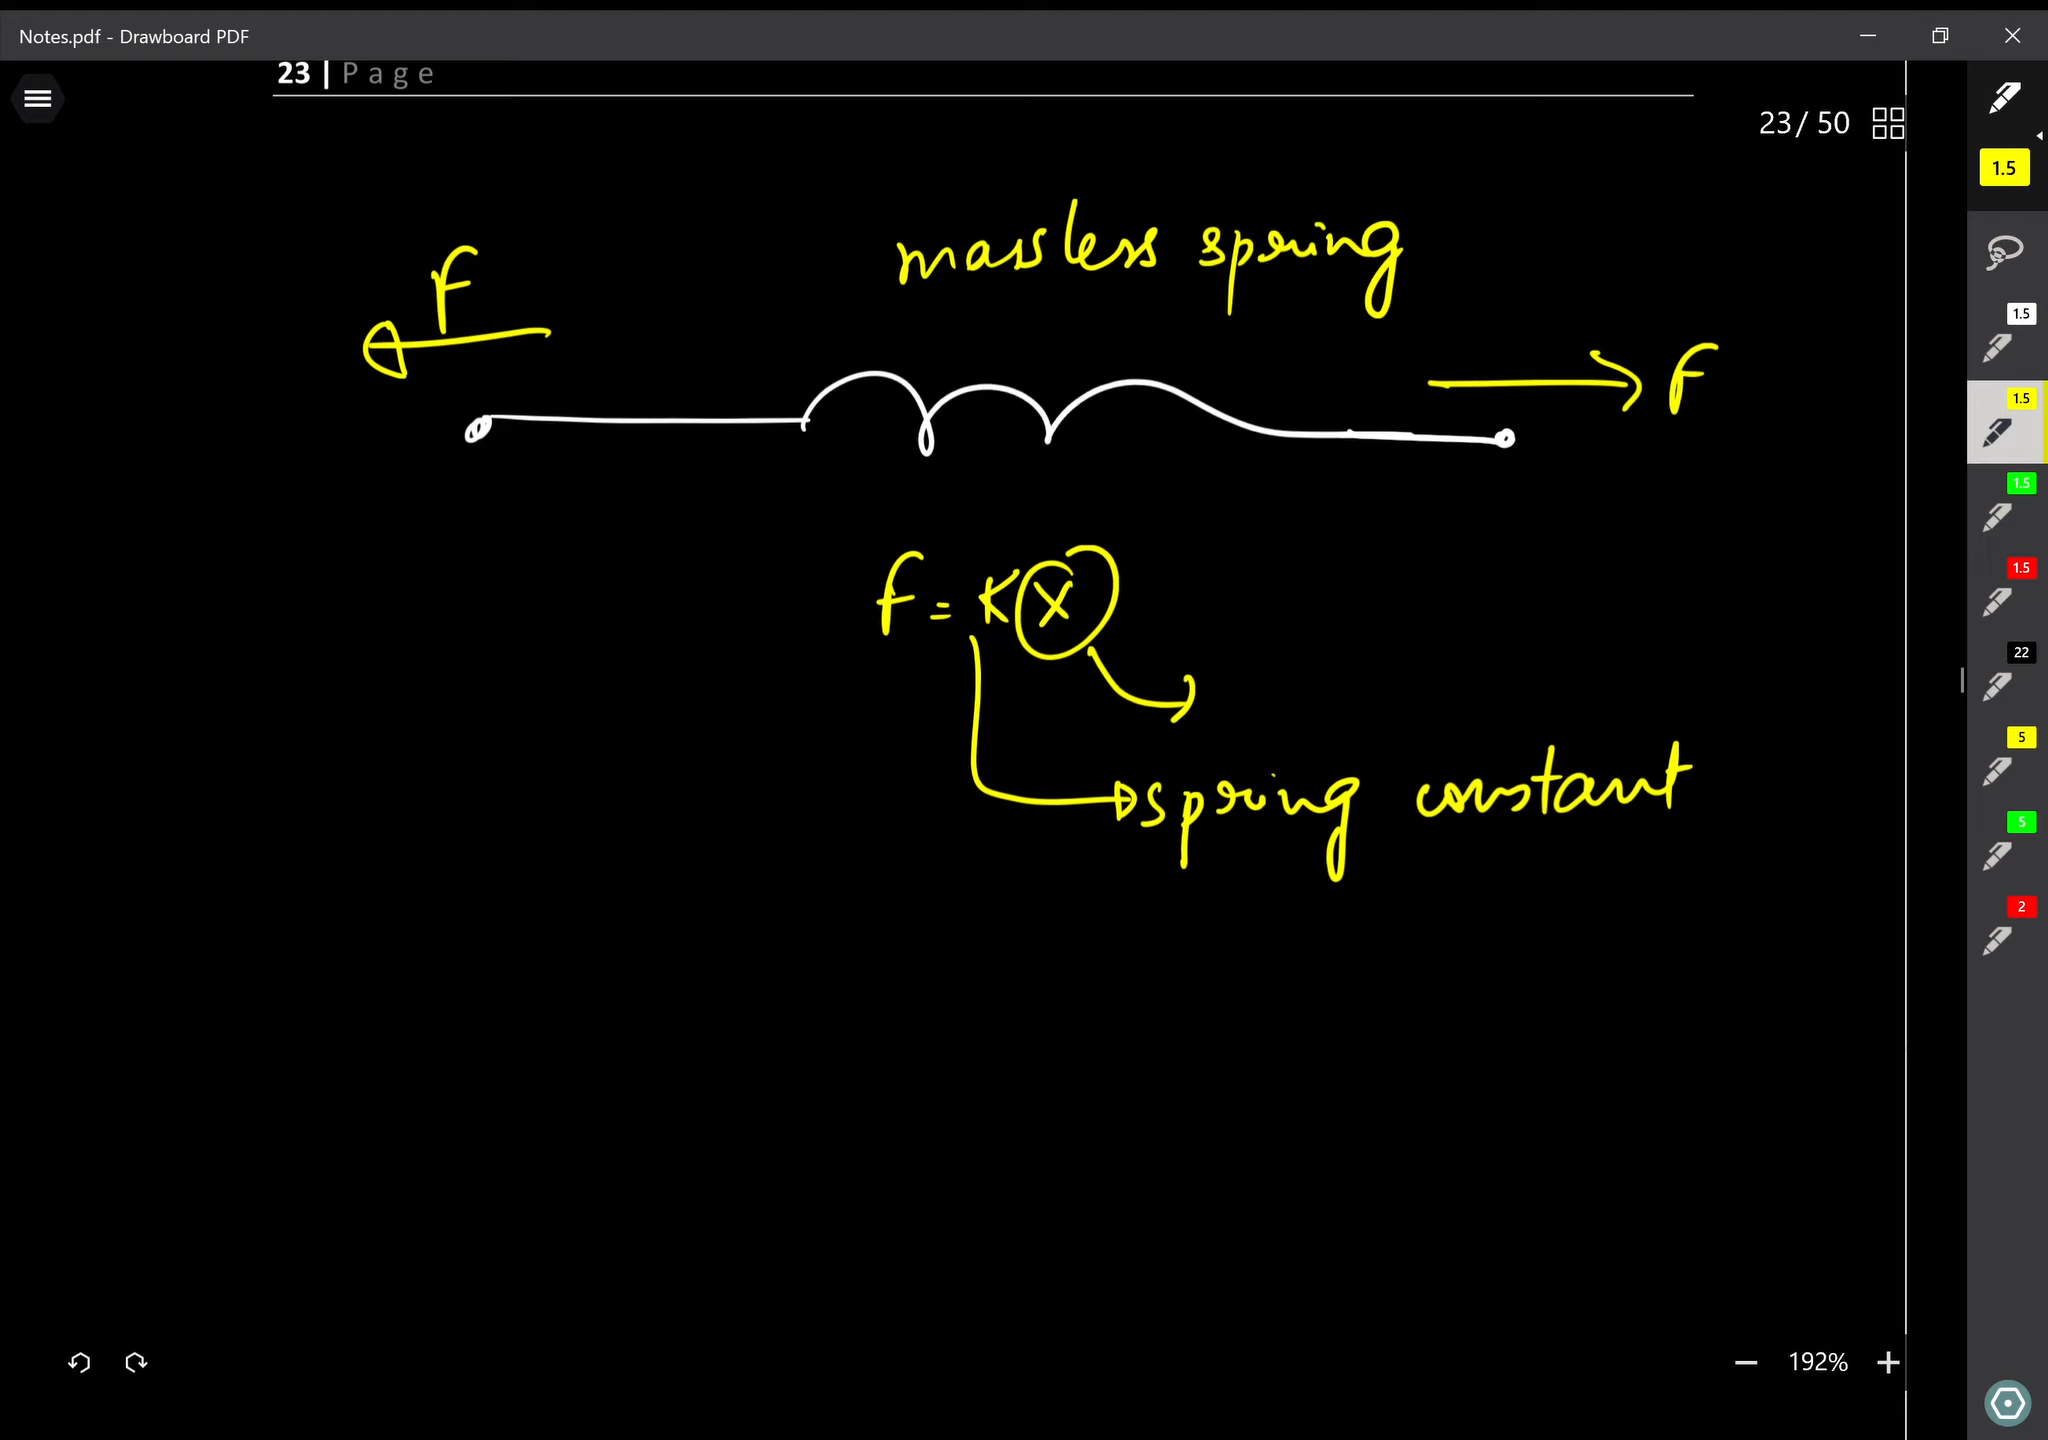 Notes.pdf - Drawboard PDF
23 | Page
23 / 50
1.5
massless spring
F
F
1.5
1.5
1.5
1.5
F = K X
22
5
spring constant
5
2
192%